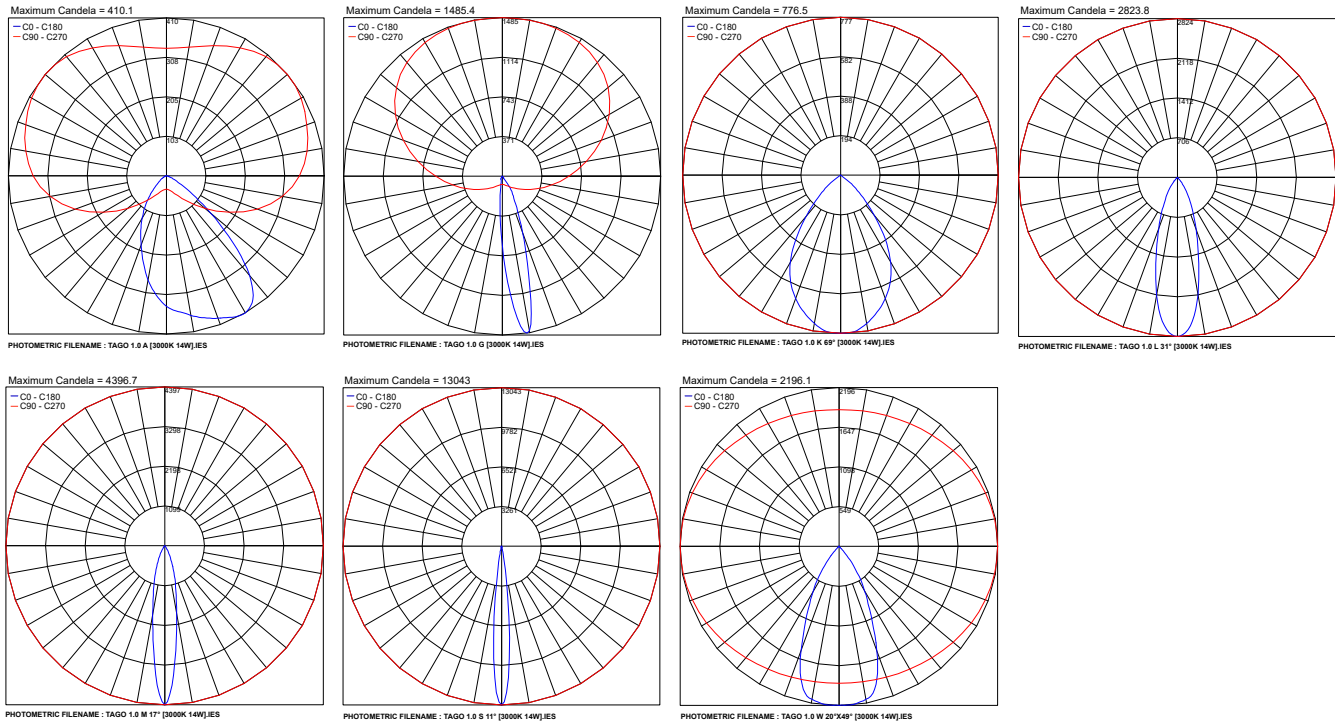 Maximum Candela = 410.1
C0 - C180
C90 - C270
410
308
205
103
PHOTOMETRIC FILENAME : TAGO 1.0 A [3000K 14W].IES
Maximum Candela = 1485.4
C0 - C180
C90 - C270
1485
1114
743
371
PHOTOMETRIC FILENAME : TAGO 1.0 G [3000K 14W].IES
Maximum Candela = 776.5
C0 - C180
C90 - C270
777
582
388
194
PHOTOMETRIC FILENAME : TAGO 1.0 K 69° [3000K 14W].IES
Maximum Candela = 2823.8
C0 - C180
C90 - C270
2824
2118
1412
706
PHOTOMETRIC FILENAME : TAGO 1.0 L 31° [3000K 14W].IES
Maximum Candela = 4396.7
C0 - C180
C90 - C270
4397
3298
2198
1099
PHOTOMETRIC FILENAME : TAGO 1.0 M 17° [3000K 14W].IES
Maximum Candela = 13043
C0 - C180
C90 - C270
13043
9782
6521
3261
PHOTOMETRIC FILENAME : TAGO 1.0 S 11° [3000K 14W].IES
Maximum Candela = 2196.1
C0 - C180
C90 - C270
2196
1647
1098
549
PHOTOMETRIC FILENAME : TAGO 1.0 W 20°X49° [3000K 14W].IES